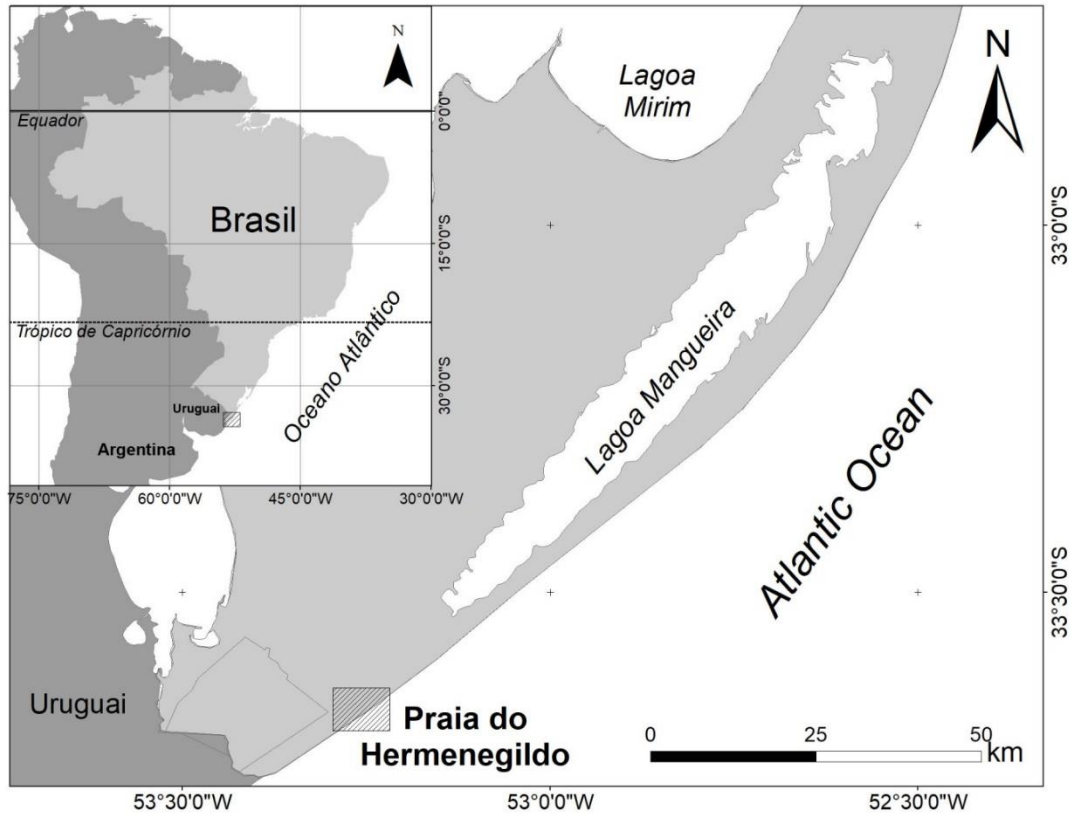 N
Equador
Brasil
Trópico de Capricórnio
Oceano Atlântico
Uruguai
Argentina
0°0'0"
15°0'0"S
30°0'0"S
75°0'0"W
60°0'0"W
45°0'0"W
30°0'0"W
Lagoa
Mirim
N
Lagoa Mangueira
Atlantic Ocean
33°0'0"S
33°30'0"S
Uruguai
Praia do
Hermenegildo
0
25
50
km
53°30'0"W
53°0'0"W
52°30'0"W